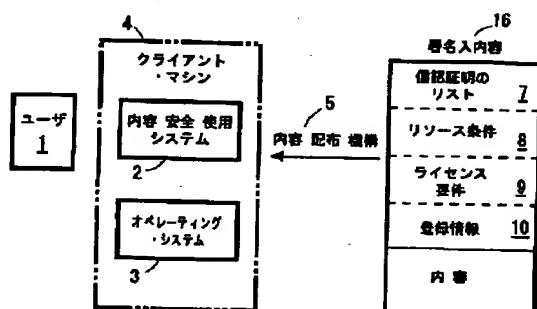 4
16
署名入内容
クライアント
・マシン
信認証明の
リスト
7
5
ユーザ
1
内容 安全 使用
システム
2
内容 配布 機構
リソース条件
8
ライセンス
要件
9
オペレーティング
・システム
3
登録情報
10
内容